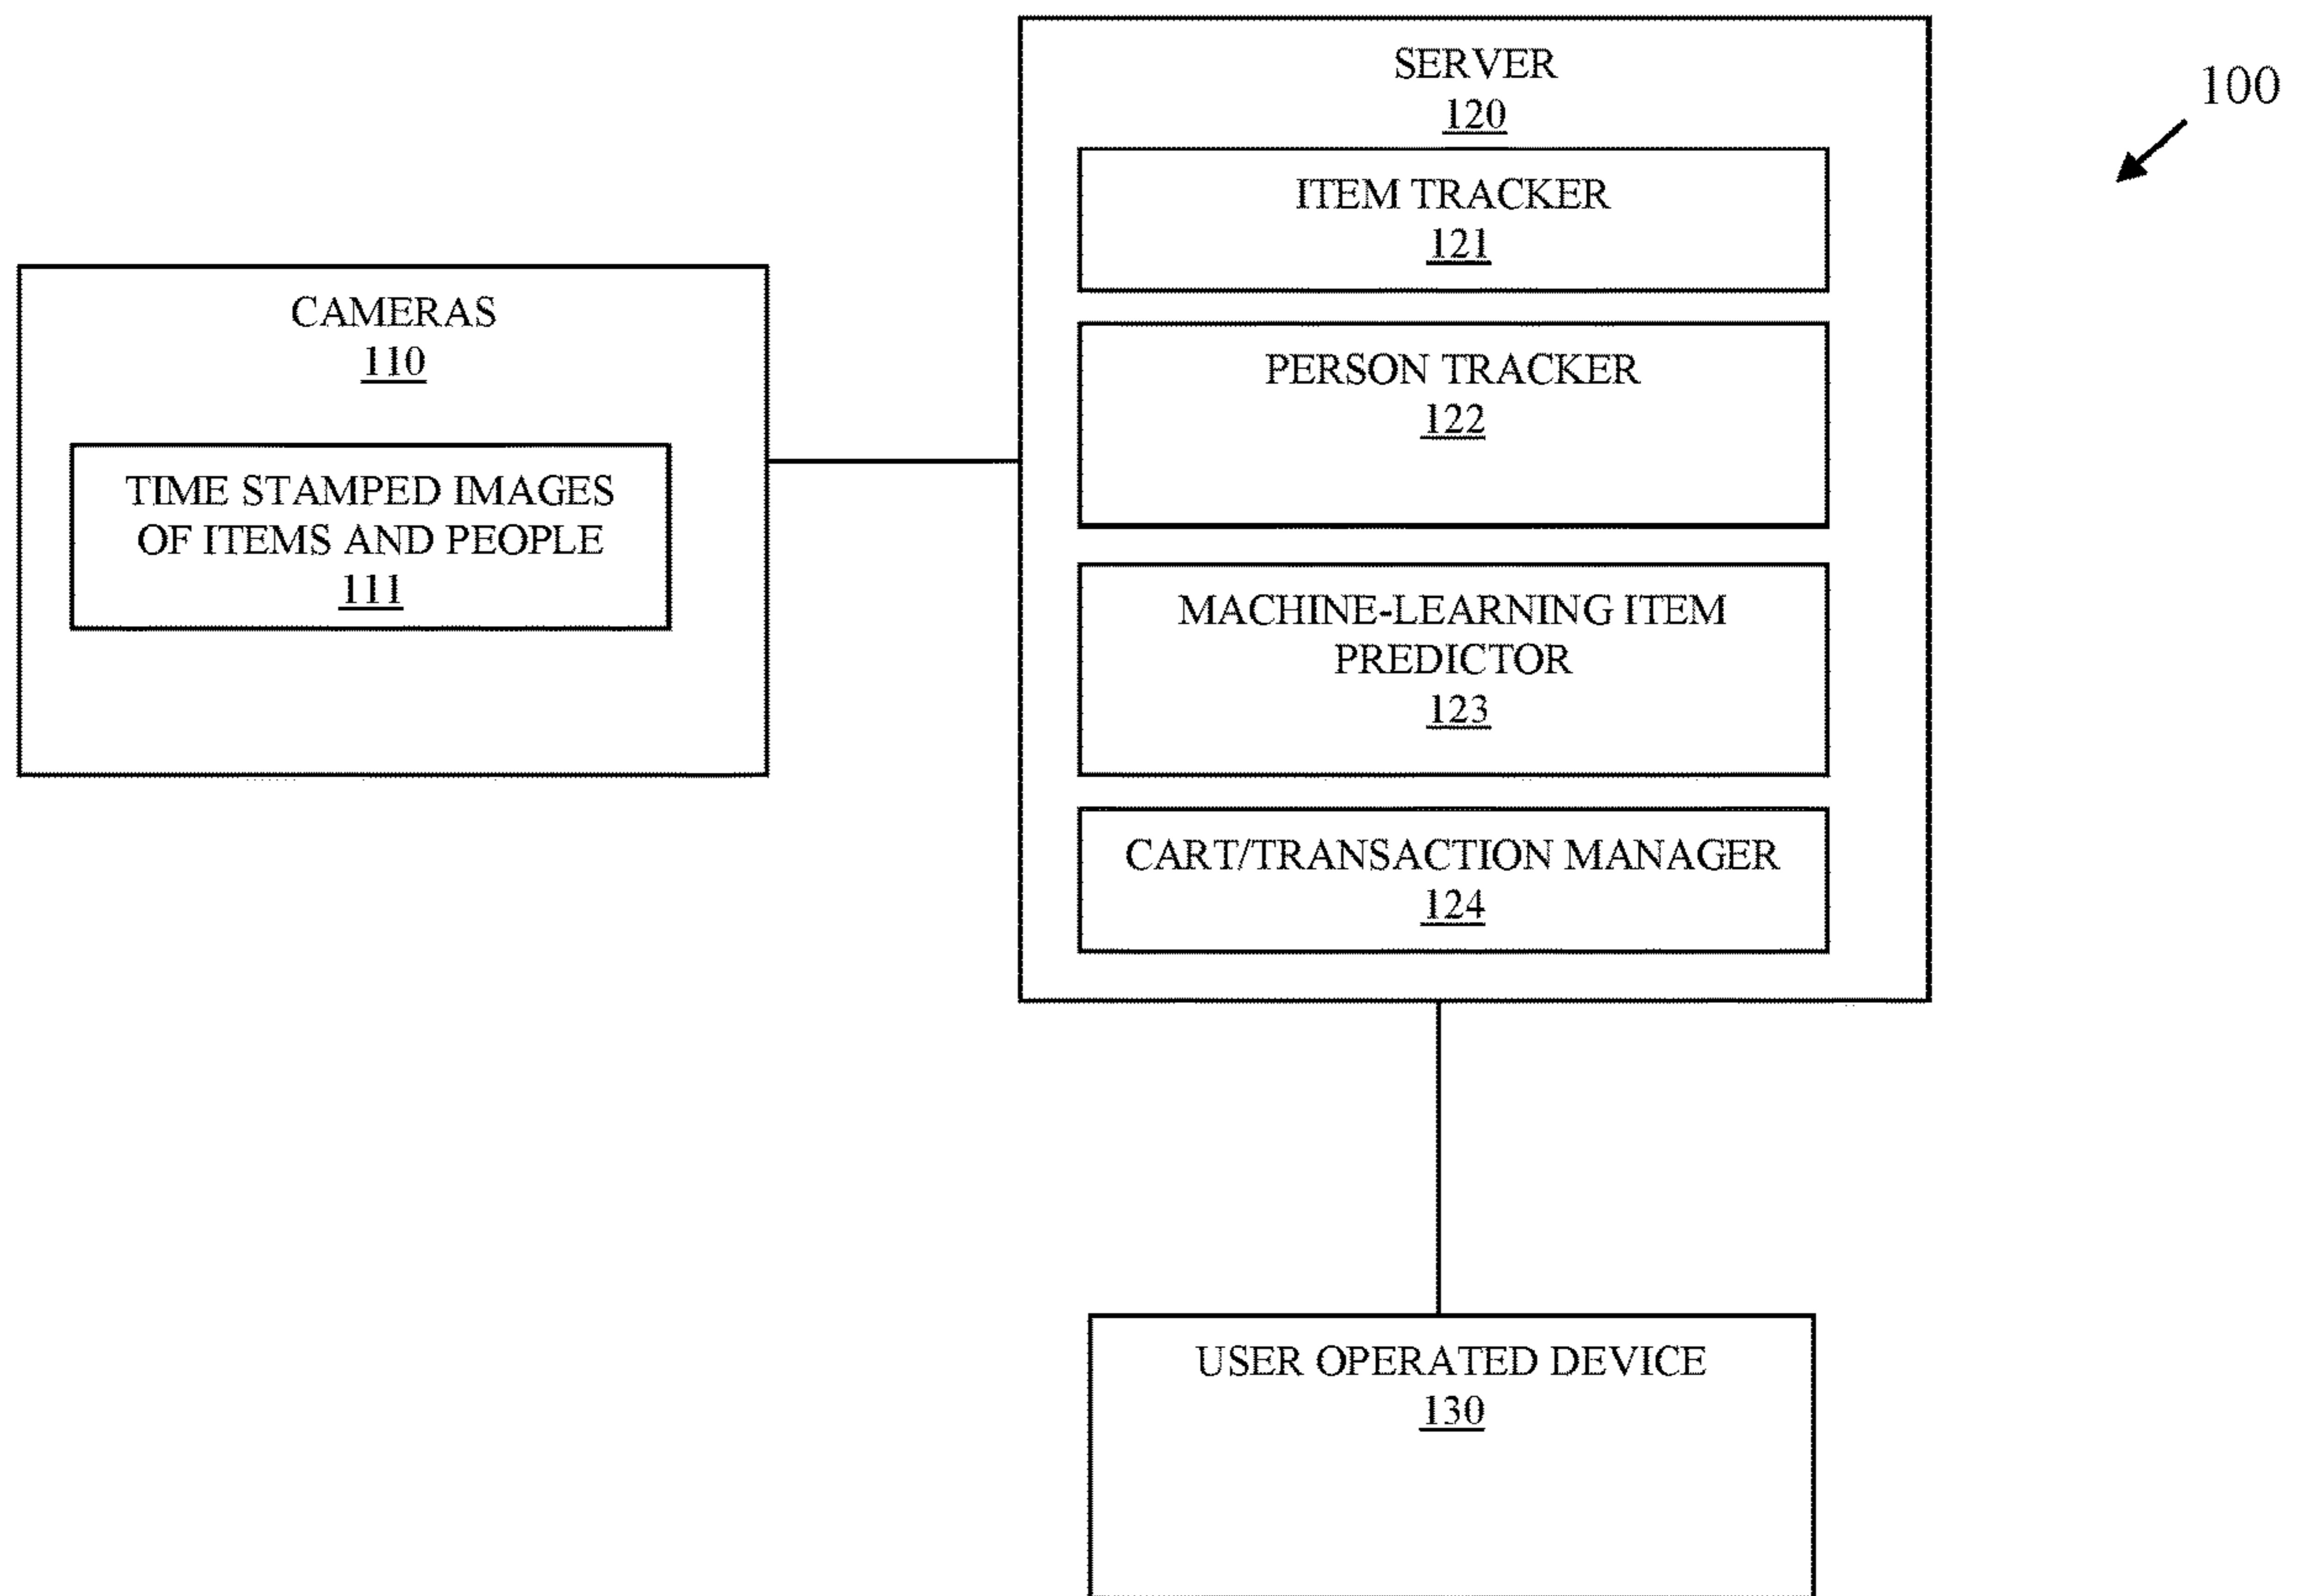 100
CAMERAS
110
TIME STAMPED IMAGES
OF ITEMS AND PEOPLE
111
SERVER
120
ITEM TRACKER
121
PERSON TRACKER
122
MACHINE-LEARNING ITEM
PREDICTOR
123
CART/TRANSACTION MANAGER
124
USER OPERATED DEVICE
130